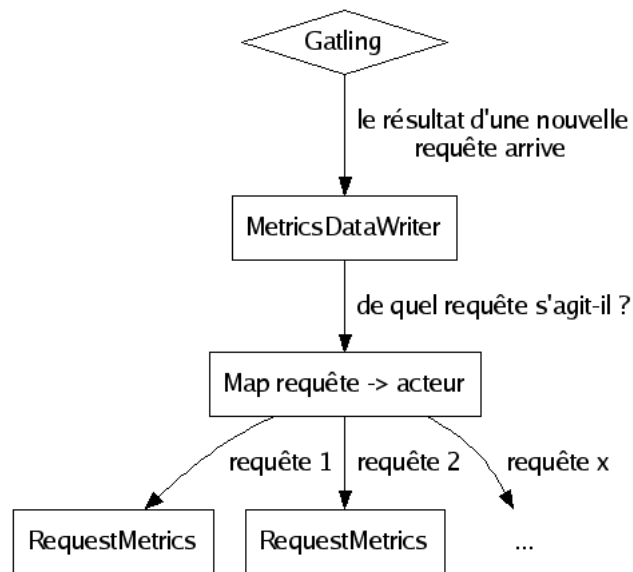 Gatling
le résultat d'une nouvelle
requête arrive
MetricsDataWriter
de quel requête s'agit-il ?
Map requête -> acteur
requête 1
requête 2
requête x
RequestMetrics
RequestMetrics
...